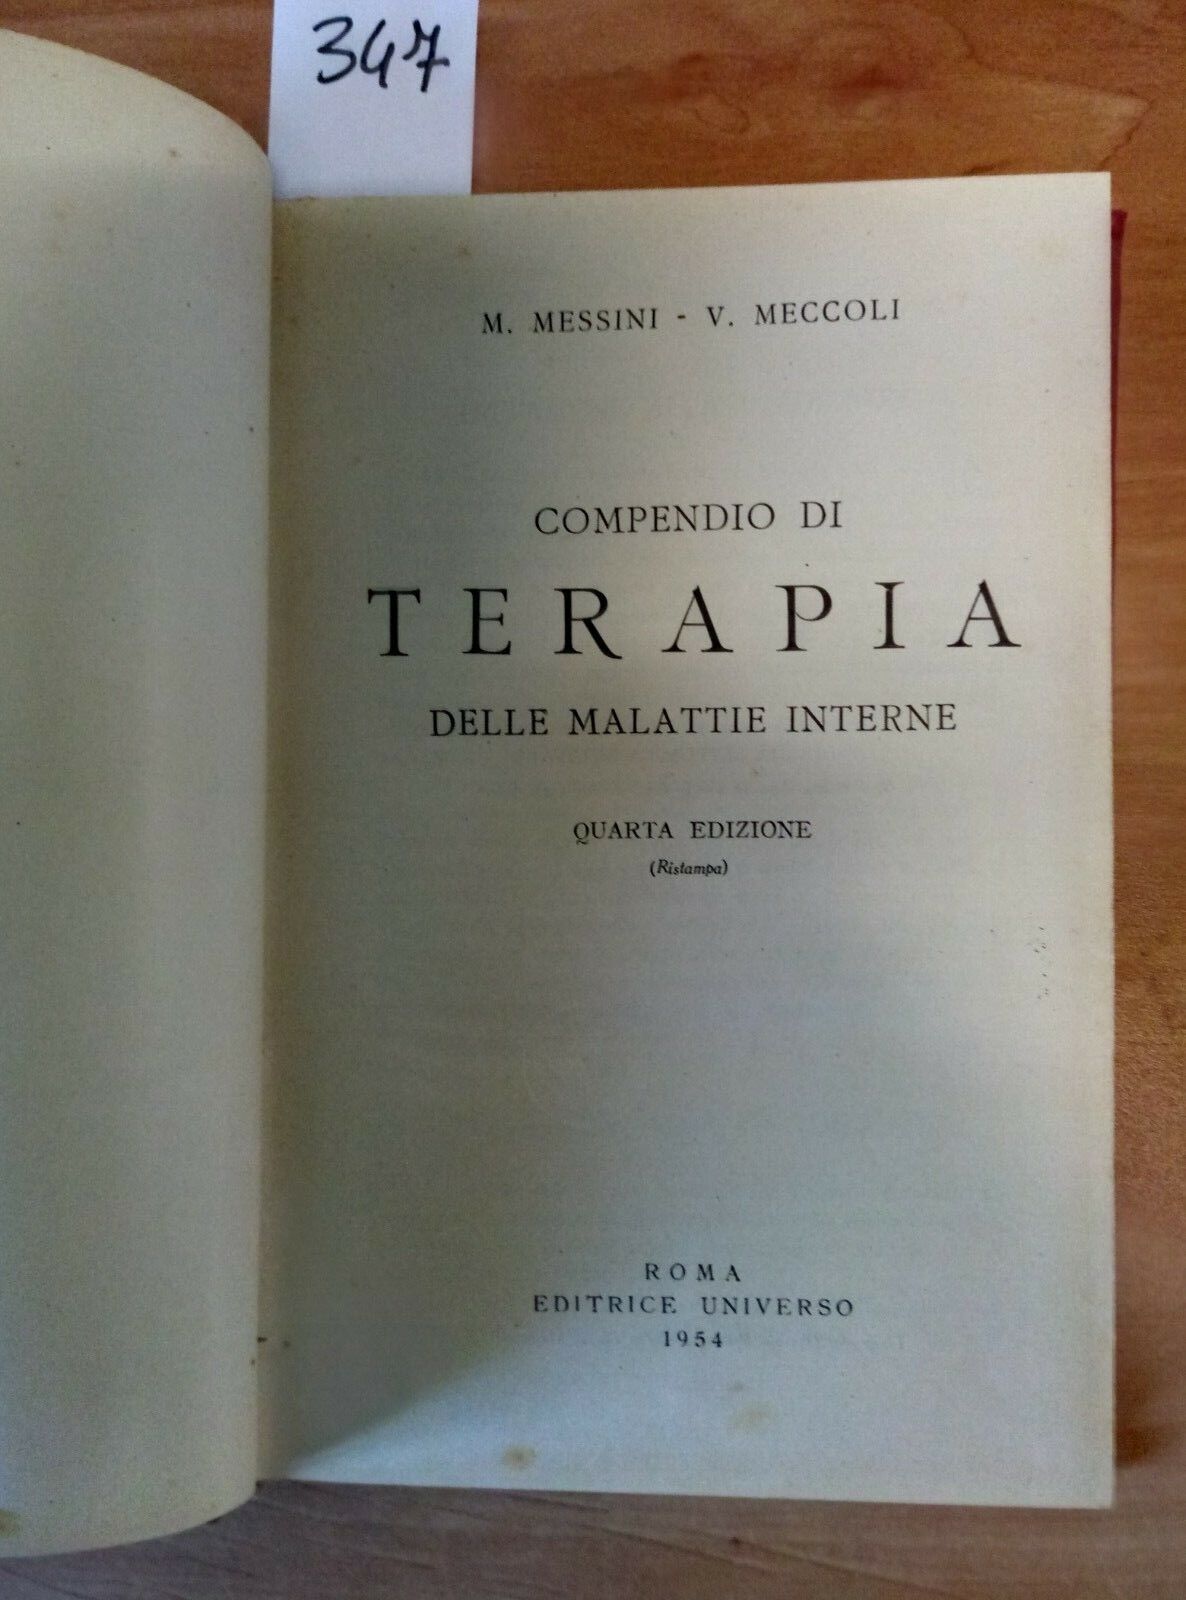 347
M. MESSINI - V. MECCOLI
COMPENDIO DI
TERAPIA
DELLE MALATTIE INTERNE
QUARTA EDIZIONE
(Ristampa)
ROMA
EDITRICE UNIVERSO
1954